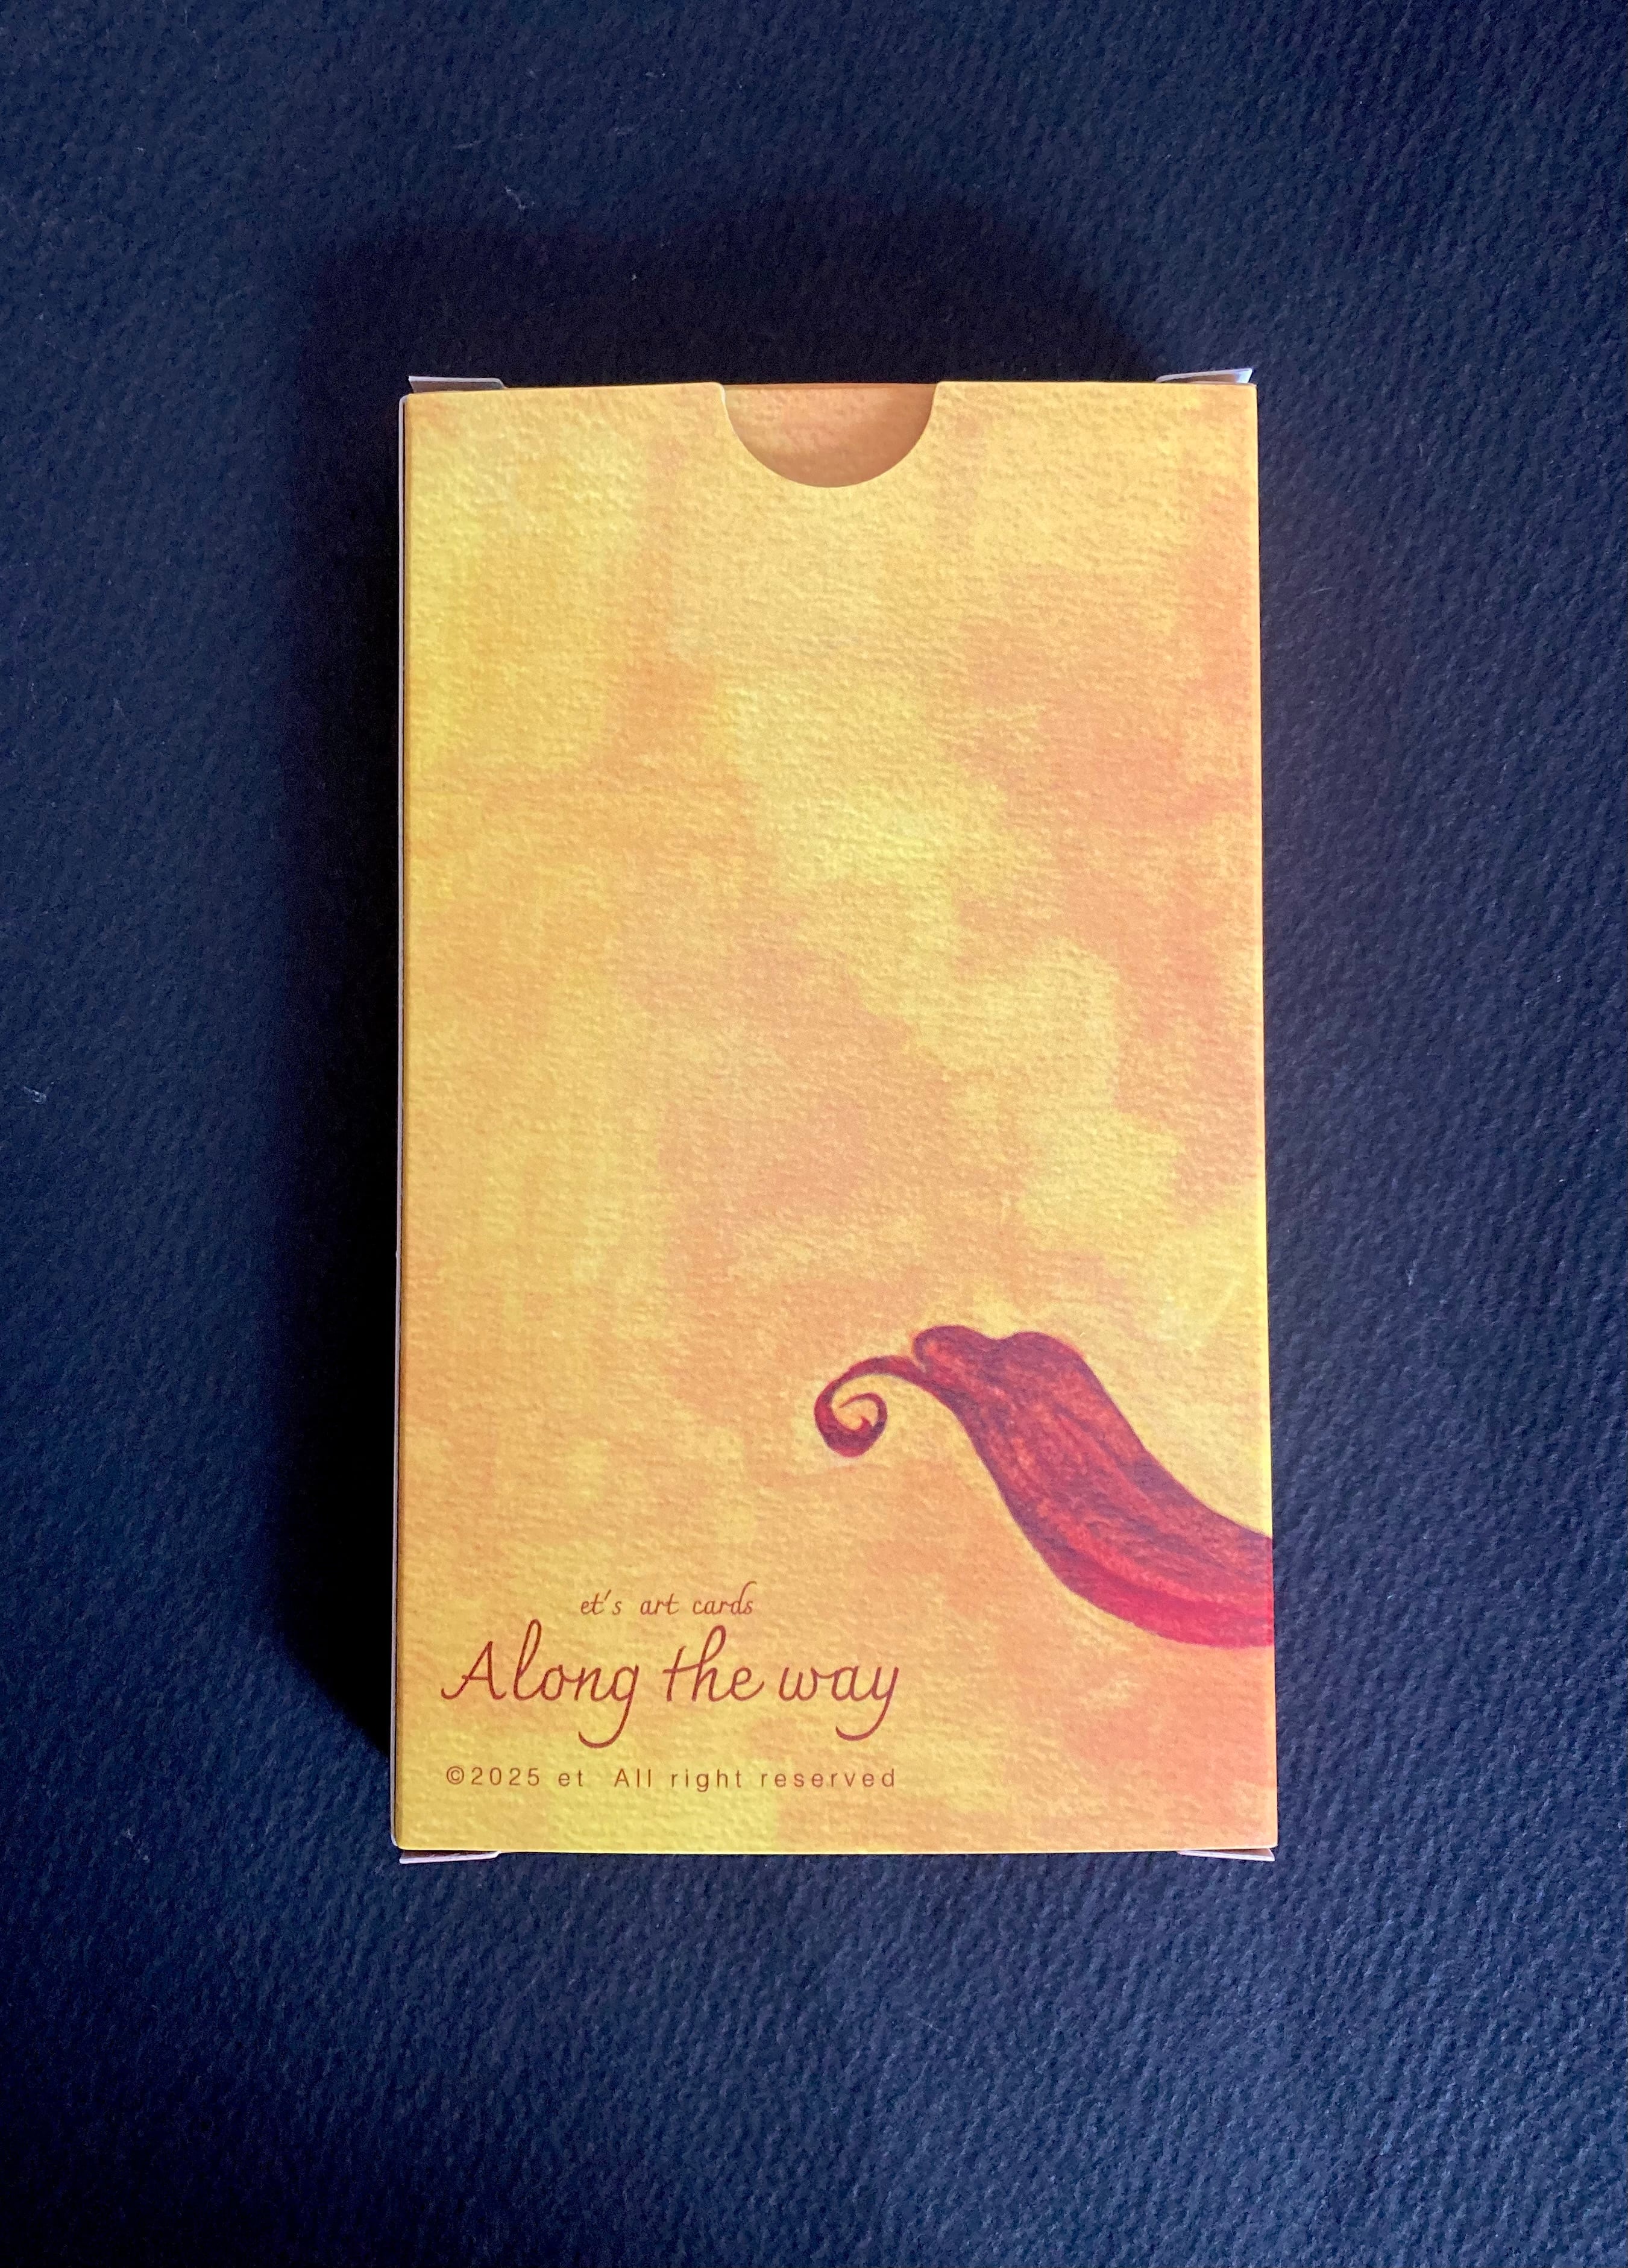 et's art cards
Along the way
©2025 et All right reserved